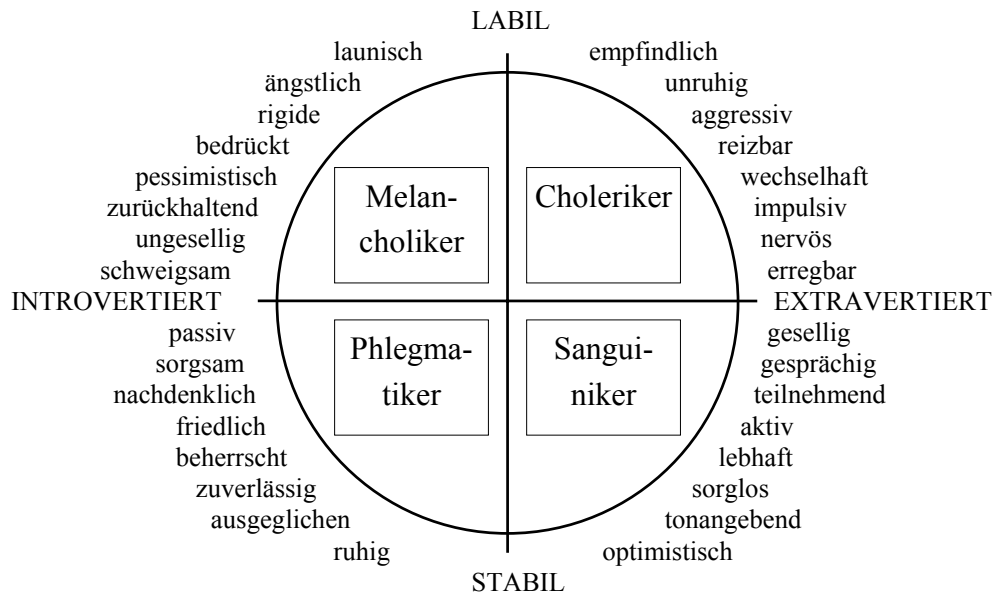 LABIL
launisch
ängstlich
rigide
bedrückt
pessimistisch
zurückhaltend
ungesellig
schweigsam
empfindlich
unruhig
aggressiv
reizbar
wechselhaft
impulsiv
nervös
erregbar
Melan-
choliker
Choleriker
INTROVERTIERT
EXTRAVERTIERT
passiv
sorgsam
nachdenklich
friedlich
beherrscht
zuverlässig
ausgeglichen
ruhig
Phlegma-
tiker
Sangui-
niker
gesellig
gesprächig
teilnehmend
aktiv
lebhaft
sorglos
tonangebend
optimistisch
STABIL